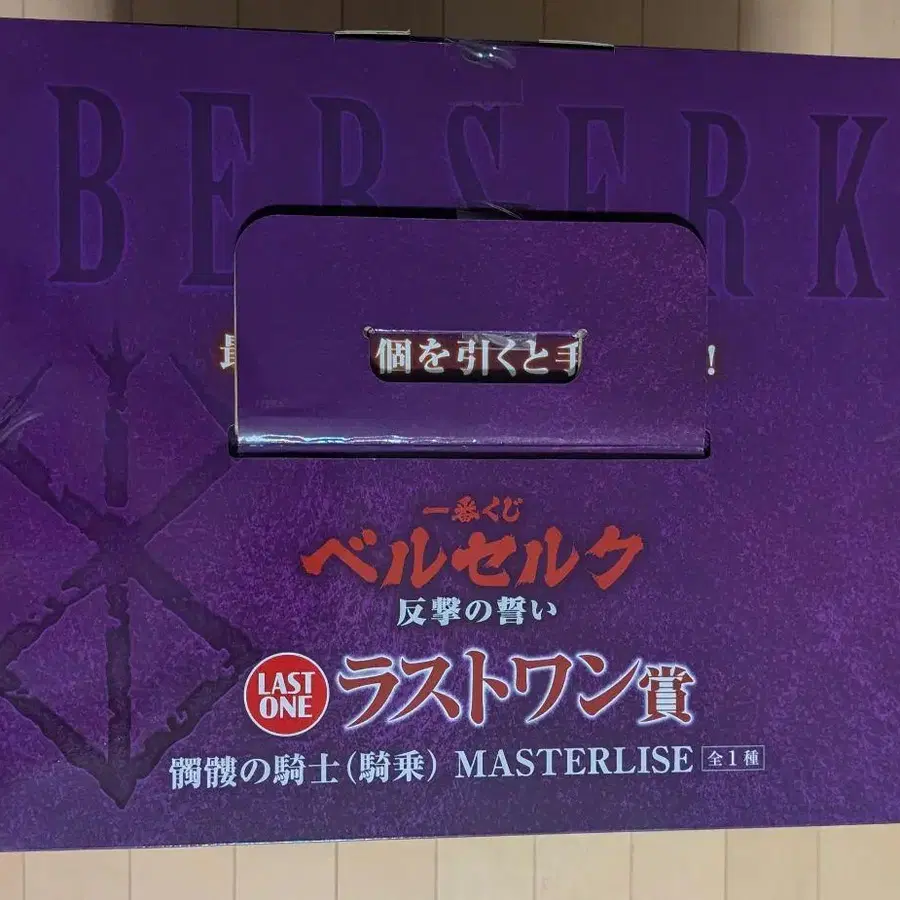 BERSERK
個を引くと手 !
一番くじ
ベルセルク
反撃の誓い
LAST ONE ラストワン賞
髑髏の騎士(騎乗) MASTERLISE 全1種